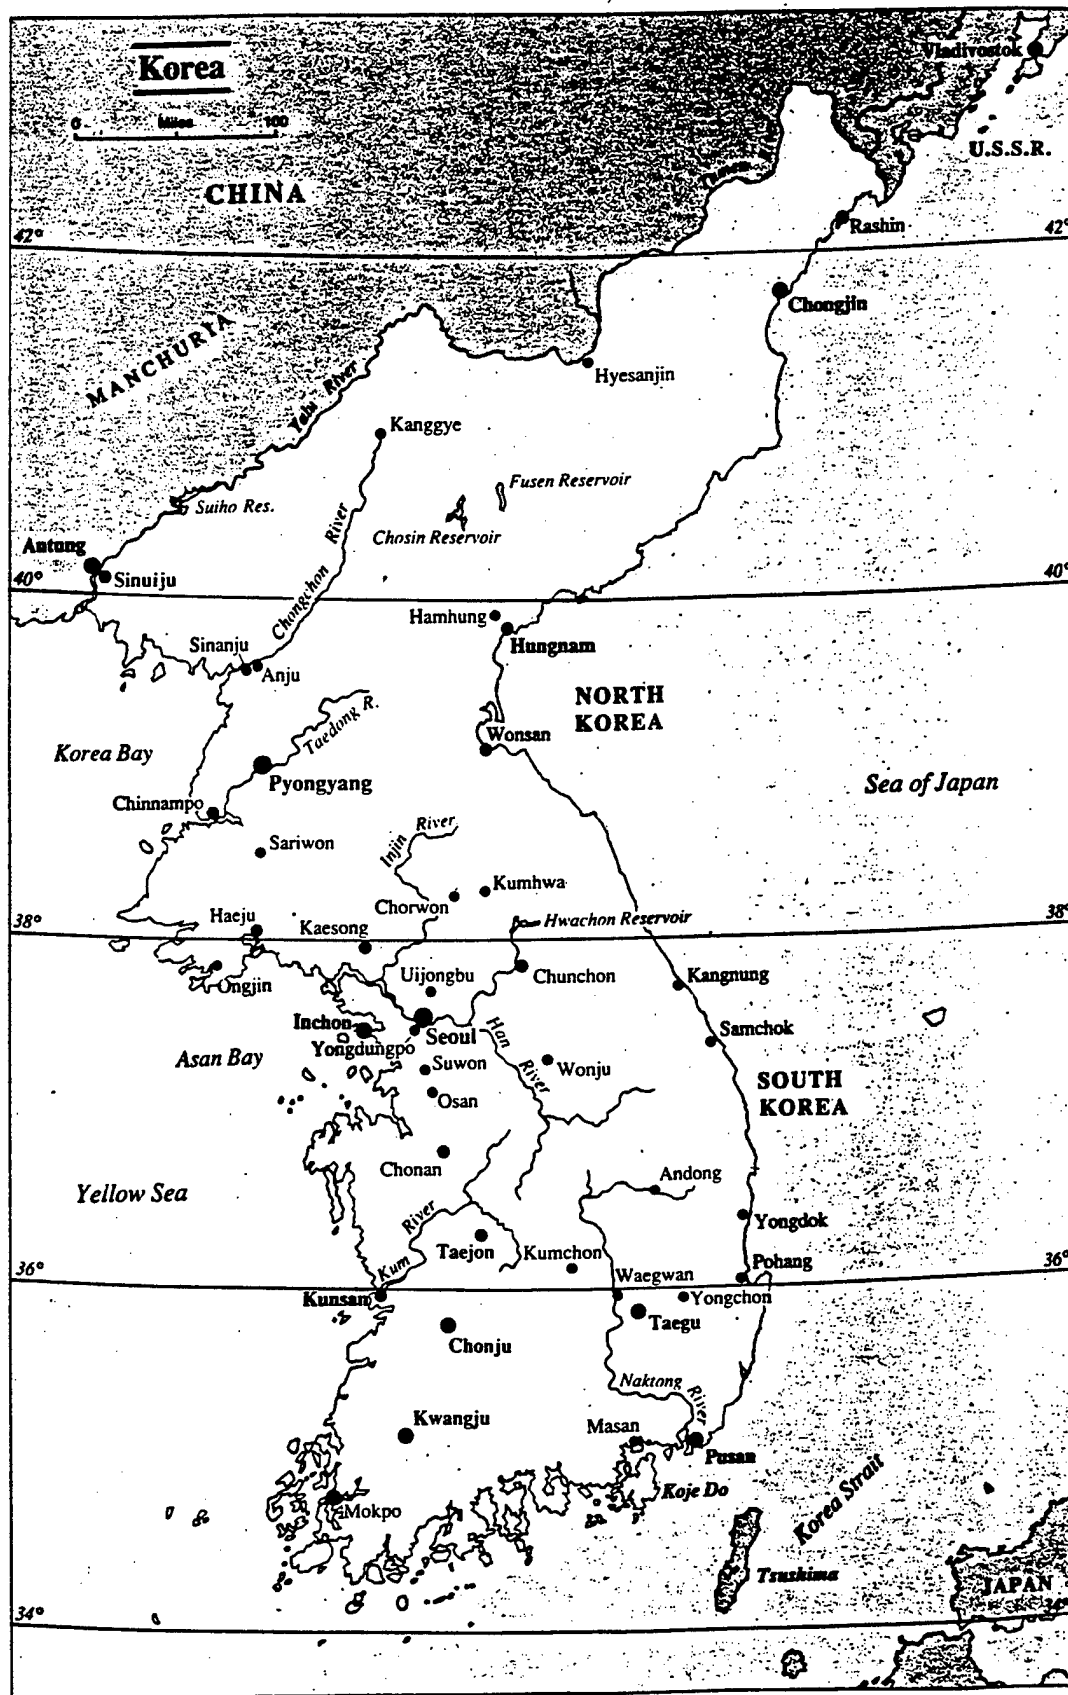 Korea
0 Miles 100
Vladivostok
U.S.S.R.
CHINA
Tumen River
Rashin
42° 42°
Chongjin
MANCHURIA
Hyesanjin
Yalu River
Kanggye
Fusen Reservoir
Suiho Res.
Chosin Reservoir
Antung
Sinuiju
40° 40°
Chongchon River
Hamhung
Hungnam
Sinanju
Anju
NORTH
KOREA
Taedong R.
Wonsan
Korea Bay
Pyongyang
Sea of Japan
Chinnampo
Injin River
Sariwon
Kumhwa
Chorwon
Haeju
Kaesong
Hwachon Reservoir
38° 38°
Ongjin
Uijongbu
Chunchon
Kangnung
Inchon
Seoul
Han River
Samchok
Yongdungpo
Asan Bay
Suwon
Wonju
Osan
SOUTH
KOREA
Chonan
Andong
Yellow Sea
Kum River
Yongdok
Taejon
Kumchon
Pohang
36° 36°
Waegwan
Kunsan
Yongchon
Taegu
Chonju
Naktong River
Kwangju
Masan
Pusan
Koje Do
Korea Strait
Mokpo
Tsushima
JAPAN
34° 34°